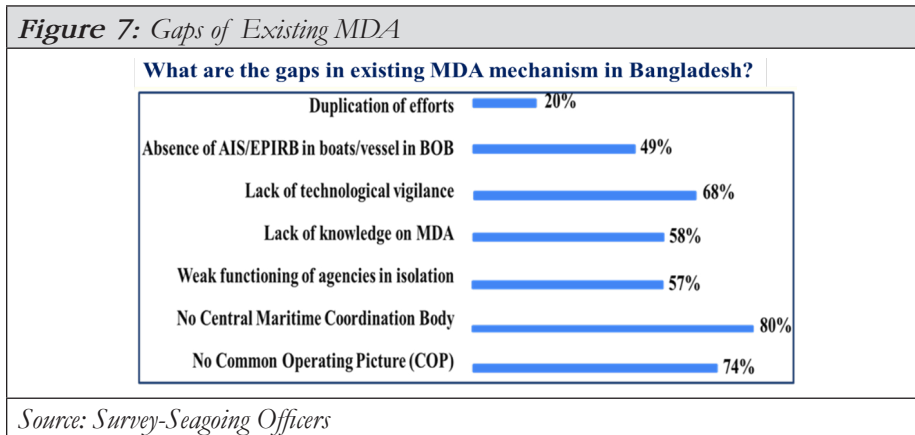 Figure 7: Gaps of Existing MDA
What are the gaps in existing MDA mechanism in Bangladesh?
Duplication of efforts 20%
Absence of AIS/EPIRB in boats/vessel in BOB 49%
Lack of technological vigilance 68%
Lack of knowledge on MDA 58%
Weak functioning of agencies in isolation 57%
No Central Maritime Coordination Body 80%
No Common Operating Picture (COP) 74%
Source: Survey-Seagoing Officers